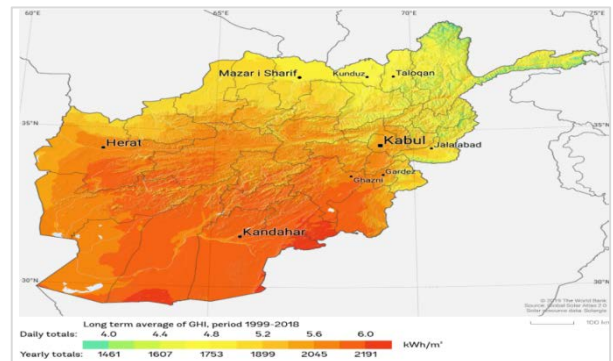 60°E 65°E 70°E 75°E
Mazar i Sharif Kunduz Taloqan
35°N 35°N
Herat Kabul Jalalabad
Gardez
Ghazni
Kandahar
30°N 30°N
© 2019 The World Bank
Source: Global Solar Atlas 2.0
Solar resource data: Solargis
100 km
Long term average of GHI, period 1999-2018
Daily totals: 4.0 4.4 4.8 5.2 5.6 6.0
kWh/m²
Yearly totals: 1461 1607 1753 1899 2045 2191